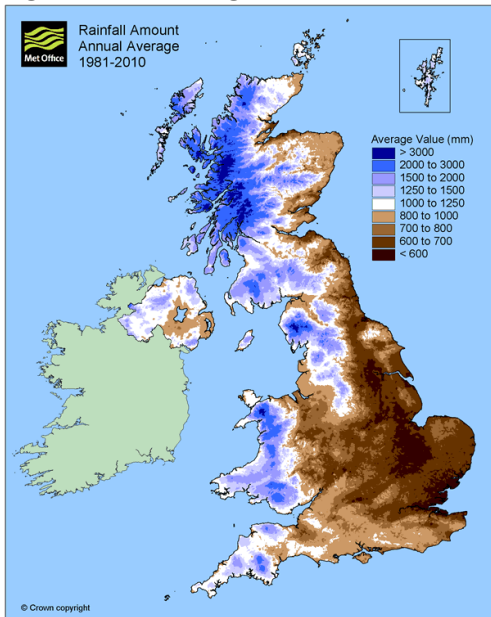 Met Office
Rainfall Amount
Annual Average
1981-2010
Average Value (mm)
> 3000
2000 to 3000
1500 to 2000
1250 to 1500
1000 to 1250
800 to 1000
700 to 800
600 to 700
< 600
© Crown copyright